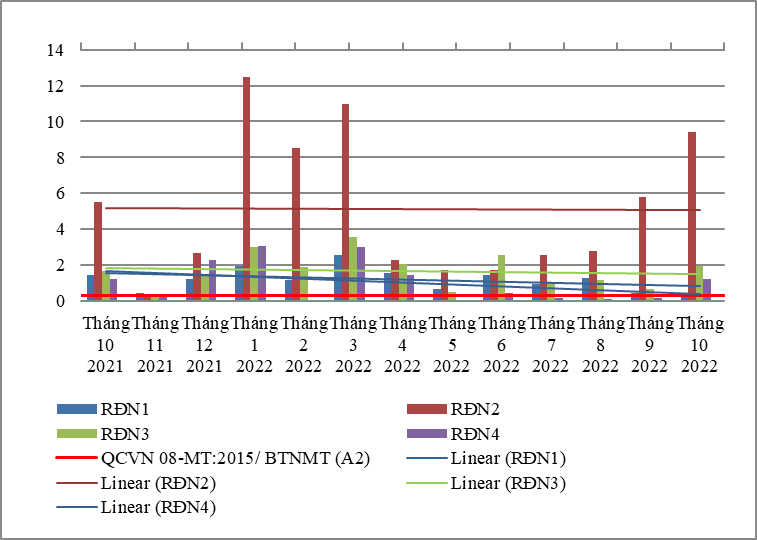 14
12
10
8
6
4
2
0
Tháng Tháng Tháng Tháng Tháng Tháng Tháng Tháng Tháng Tháng Tháng Tháng Tháng
10 11 12 1 2 3 4 5 6 7 8 9 10
2021 2021 2021 2022 2022 2022 2022 2022 2022 2022 2022 2022 2022
RĐN1 RĐN2
RĐN3 RĐN4
QCVN 08-MT:2015/ BTNMT (A2) Linear (RĐN1)
Linear (RĐN2) Linear (RĐN3)
Linear (RĐN4)